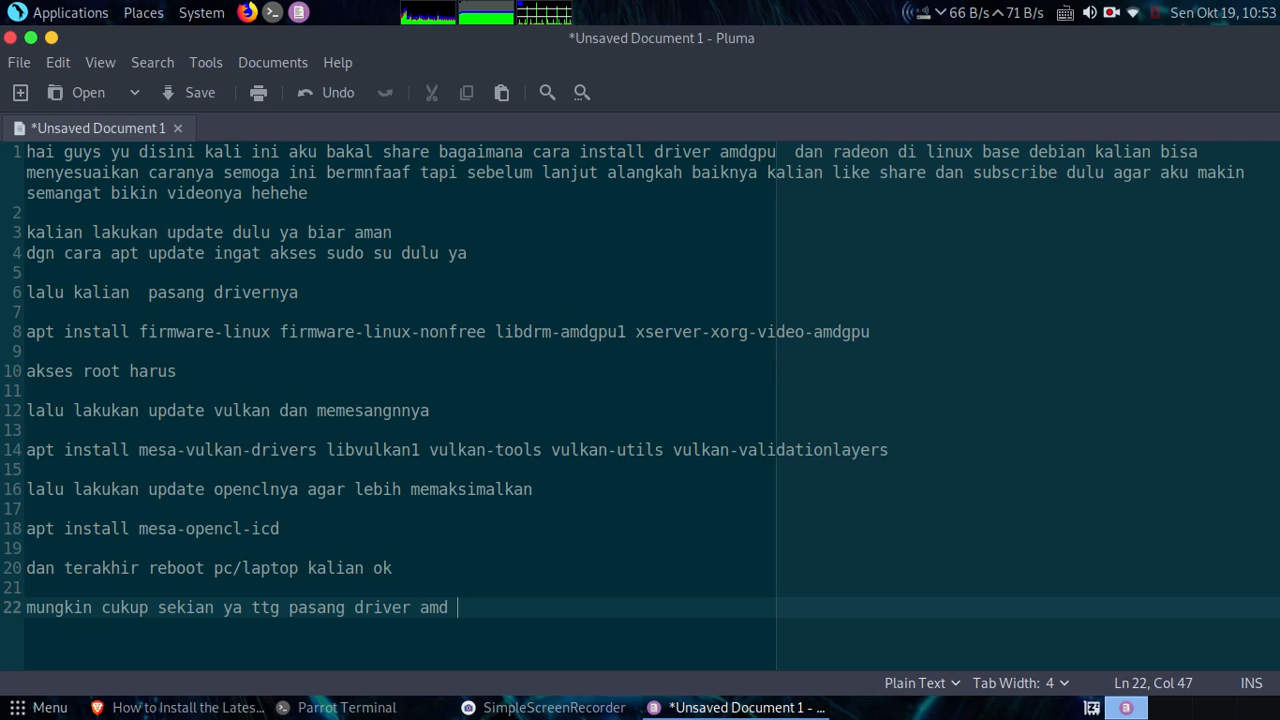 Applications Places System 66 B/s 71 B/s Sen Okt 19, 10:53
*Unsaved Document 1 - Pluma
File Edit View Search Tools Documents Help
Open Save Undo
*Unsaved Document 1
1 hai guys yu disini kali ini aku bakal share bagaimana cara install driver amdgpu  dan radeon di linux base debian kalian bisa
menyesuaikan caranya semoga ini bermnfaaf tapi sebelum lanjut alangkah baiknya kalian like share dan subscribe dulu agar aku makin
semangat bikin videonya hehehe
2
3 kalian lakukan update dulu ya biar aman
4 dgn cara apt update ingat akses sudo su dulu ya
5
6 lalu kalian  pasang drivernya
7
8 apt install firmware-linux firmware-linux-nonfree libdrm-amdgpu1 xserver-xorg-video-amdgpu
9
10 akses root harus
11
12 lalu lakukan update vulkan dan memesangnnya
13
14 apt install mesa-vulkan-drivers libvulkan1 vulkan-tools vulkan-utils vulkan-validationlayers
15
16 lalu lakukan update openclnya agar lebih memaksimalkan
17
18 apt install mesa-opencl-icd
19
20 dan terakhir reboot pc/laptop kalian ok
21
22 mungkin cukup sekian ya ttg pasang driver amd
Plain Text Tab Width: 4 Ln 22, Col 47 INS
Menu How to Install the Lates... Parrot Terminal SimpleScreenRecorder *Unsaved Document 1 - ...